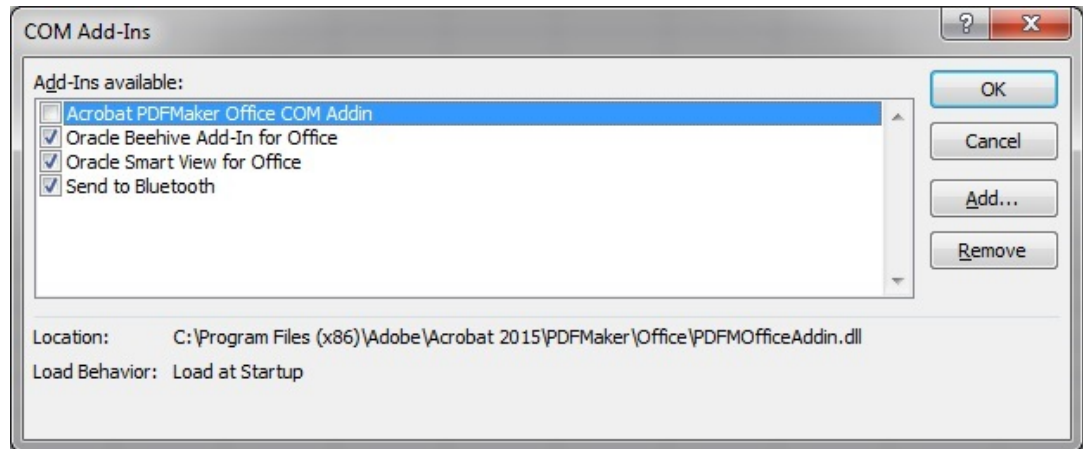 COM Add-Ins
Add-Ins available:
Acrobat PDFMaker Office COM Addin
Oracle Beehive Add-In for Office
Oracle Smart View for Office
Send to Bluetooth
OK
Cancel
Add...
Remove
Location: C:\Program Files (x86)\Adobe\Acrobat 2015\PDFMaker\Office\PDFMOfficeAddin.dll
Load Behavior: Load at Startup